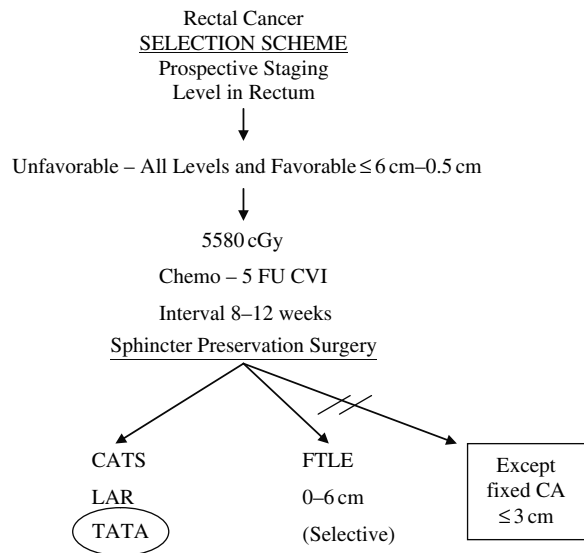 Rectal Cancer
SELECTION SCHEME
Prospective Staging
Level in Rectum
Unfavorable – All Levels and Favorable ≤ 6 cm–0.5 cm
5580 cGy
Chemo – 5 FU CVI
Interval 8–12 weeks
Sphincter Preservation Surgery
CATS
LAR
TATA
FTLE
0–6 cm
(Selective)
Except
fixed CA
≤ 3 cm